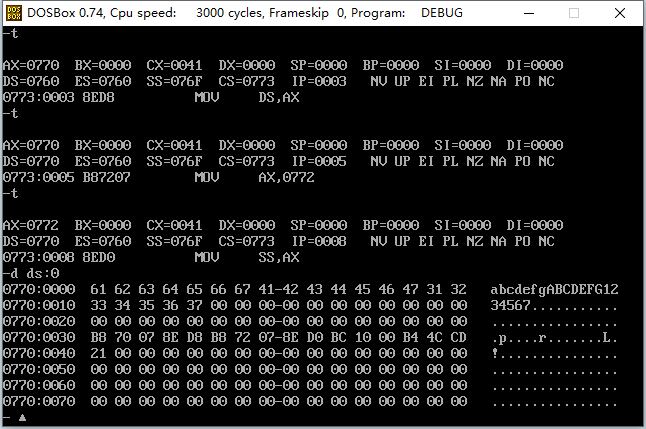 DOSBox 0.74, Cpu speed:    3000 cycles, Frameskip  0, Program:    DEBUG
-t
AX=0770  BX=0000  CX=0041  DX=0000  SP=0000  BP=0000  SI=0000  DI=0000
DS=0760  ES=0760  SS=076F  CS=0773  IP=0003   NV UP EI PL NZ NA PO NC
0773:0003 8ED8          MOV     DS,AX
-t
AX=0770  BX=0000  CX=0041  DX=0000  SP=0000  BP=0000  SI=0000  DI=0000
DS=0770  ES=0760  SS=076F  CS=0773  IP=0005   NV UP EI PL NZ NA PO NC
0773:0005 B87207        MOV     AX,0772
-t
AX=0772  BX=0000  CX=0041  DX=0000  SP=0000  BP=0000  SI=0000  DI=0000
DS=0770  ES=0760  SS=076F  CS=0773  IP=0008   NV UP EI PL NZ NA PO NC
0773:0008 8ED0          MOV     SS,AX
-d ds:0
0770:0000  61 62 63 64 65 66 67 41-42 43 44 45 46 47 31 32   abcdefgABCDEFG12
0770:0010  33 34 35 36 37 00 00 00-00 00 00 00 00 00 00 00   34567...........
0770:0020  00 00 00 00 00 00 00 00-00 00 00 00 00 00 00 00   ................
0770:0030  B8 70 07 8E D8 B8 72 07-8E D0 BC 10 00 B4 4C CD   .p....r.......L.
0770:0040  21 00 00 00 00 00 00 00-00 00 00 00 00 00 00 00   !...............
0770:0050  00 00 00 00 00 00 00 00-00 00 00 00 00 00 00 00   ................
0770:0060  00 00 00 00 00 00 00 00-00 00 00 00 00 00 00 00   ................
0770:0070  00 00 00 00 00 00 00 00-00 00 00 00 00 00 00 00   ................
-